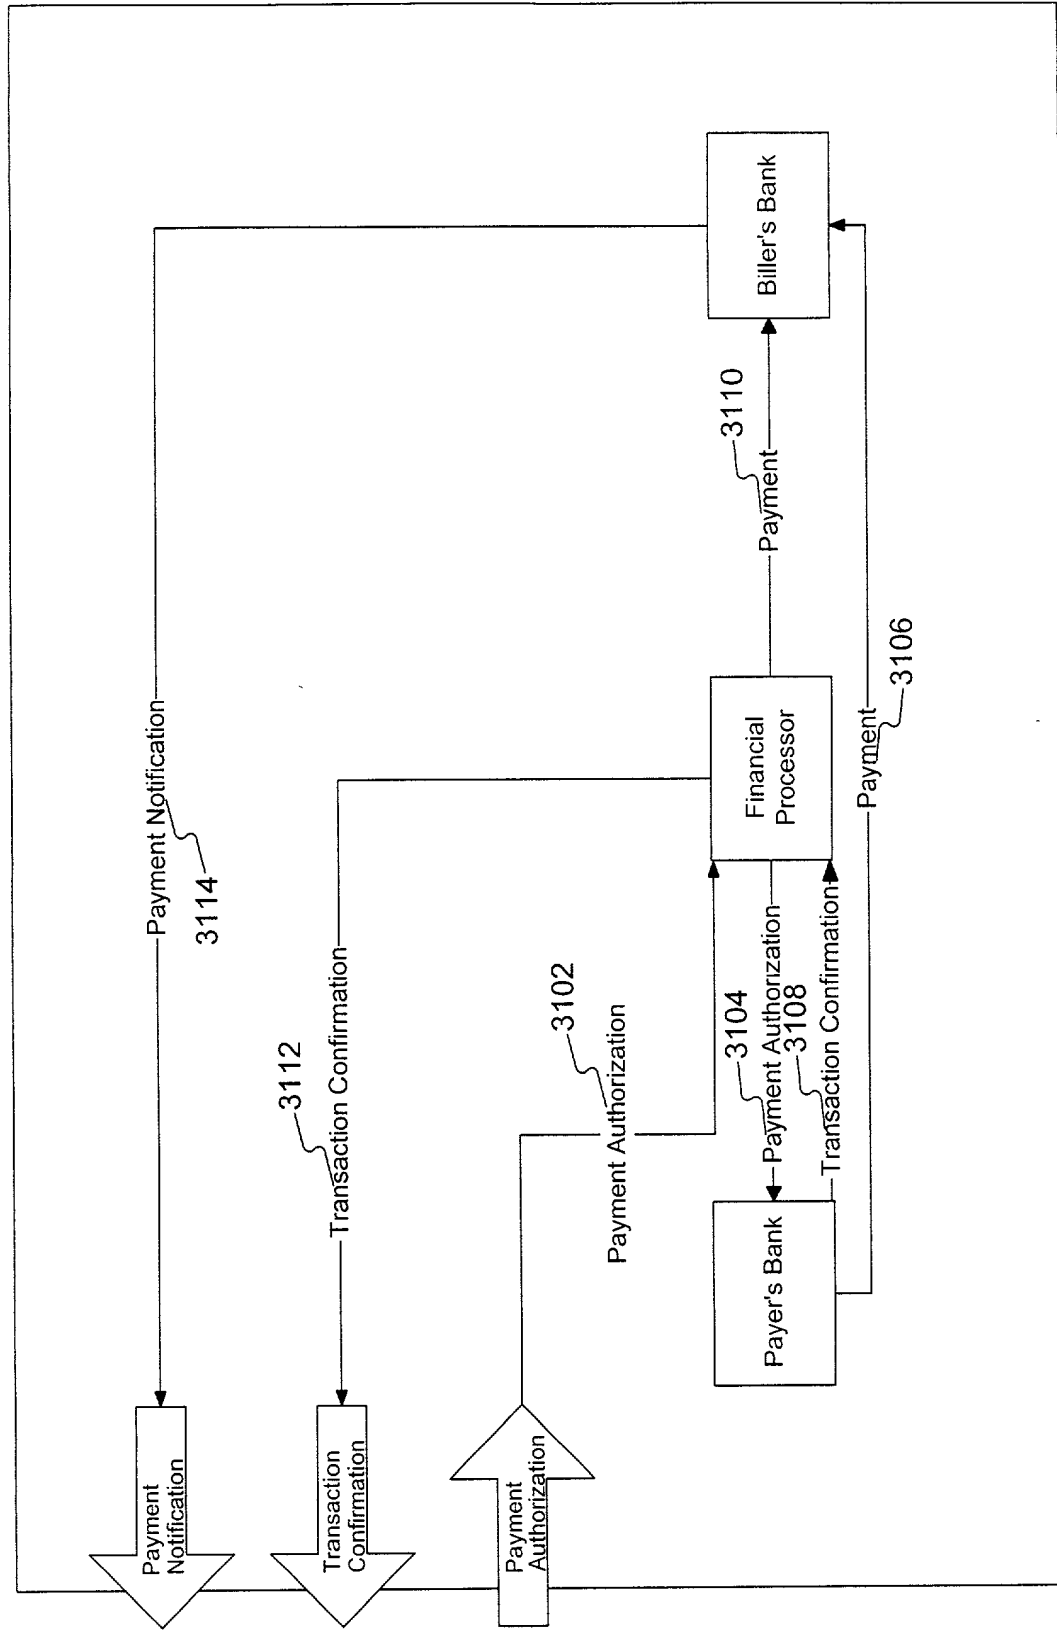 Payment
Notification
Payment Notification
3114
Transaction
Confirmation
3112
Transaction Confirmation
Payment
Authorization
3102
Payment Authorization
3104
Payment Authorization
3108
Transaction Confirmation
Payer's Bank
Financial
Processor
3110
Payment
Biller's Bank
Payment
3106